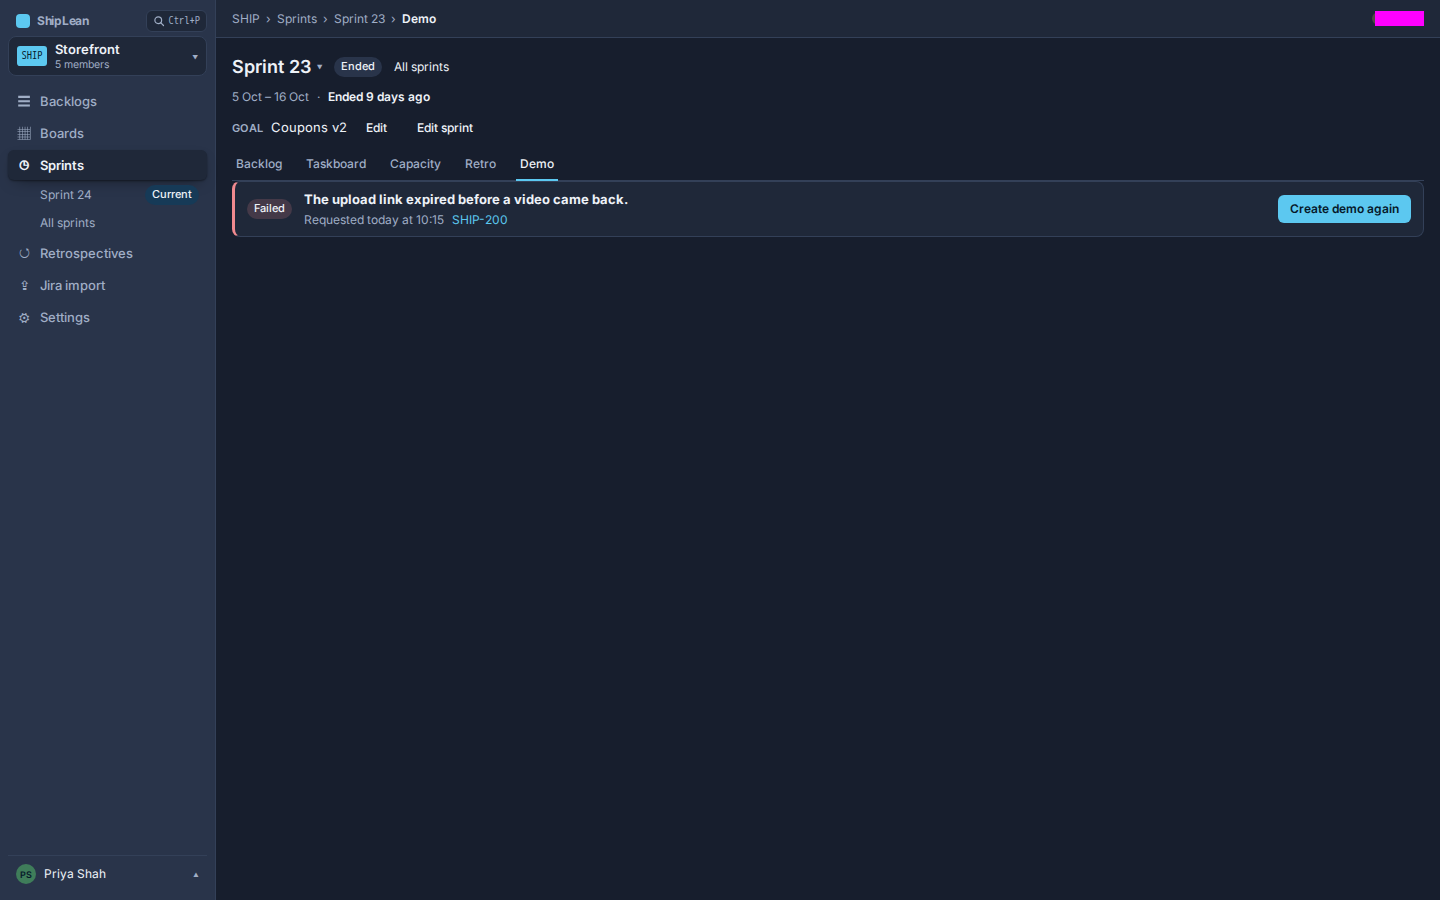 ShipLean
Ctrl+P
SHIP
Storefront
5 members
Backlogs
Boards
Sprints
Sprint 24
Current
All sprints
Retrospectives
Jira import
Settings
PS
Priya Shah
SHIP › Sprints › Sprint 23 › Demo
Sprint 23
Ended
All sprints
5 Oct – 16 Oct · Ended 9 days ago
GOAL Coupons v2 Edit Edit sprint
Backlog Taskboard Capacity Retro Demo
Failed
The upload link expired before a video came back.
Requested today at 10:15 SHIP-200
Create demo again